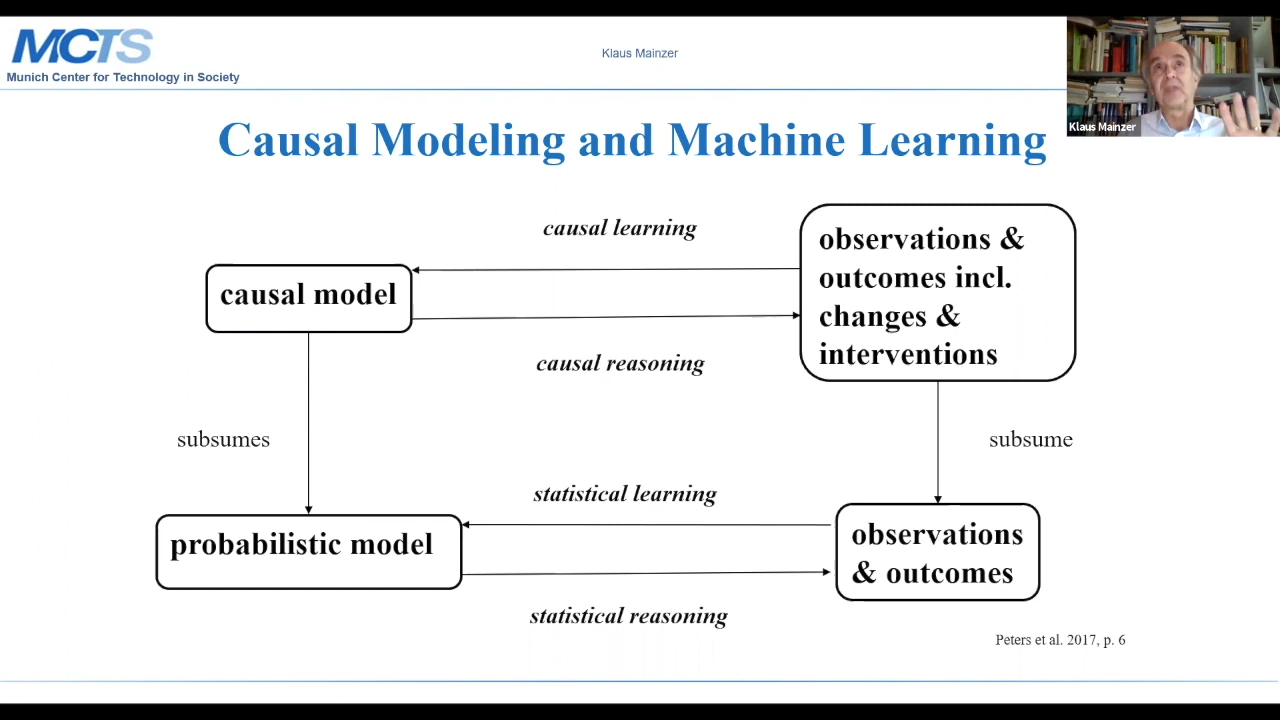 MCTS
Munich Center for Technology in Society
Klaus Mainzer
Klaus Mainzer
Causal Modeling and Machine Learning
causal learning
observations &
outcomes incl.
changes &
interventions
causal model
causal reasoning
subsumes
subsume
statistical learning
probabilistic model
observations
& outcomes
statistical reasoning
Peters et al. 2017, p. 6